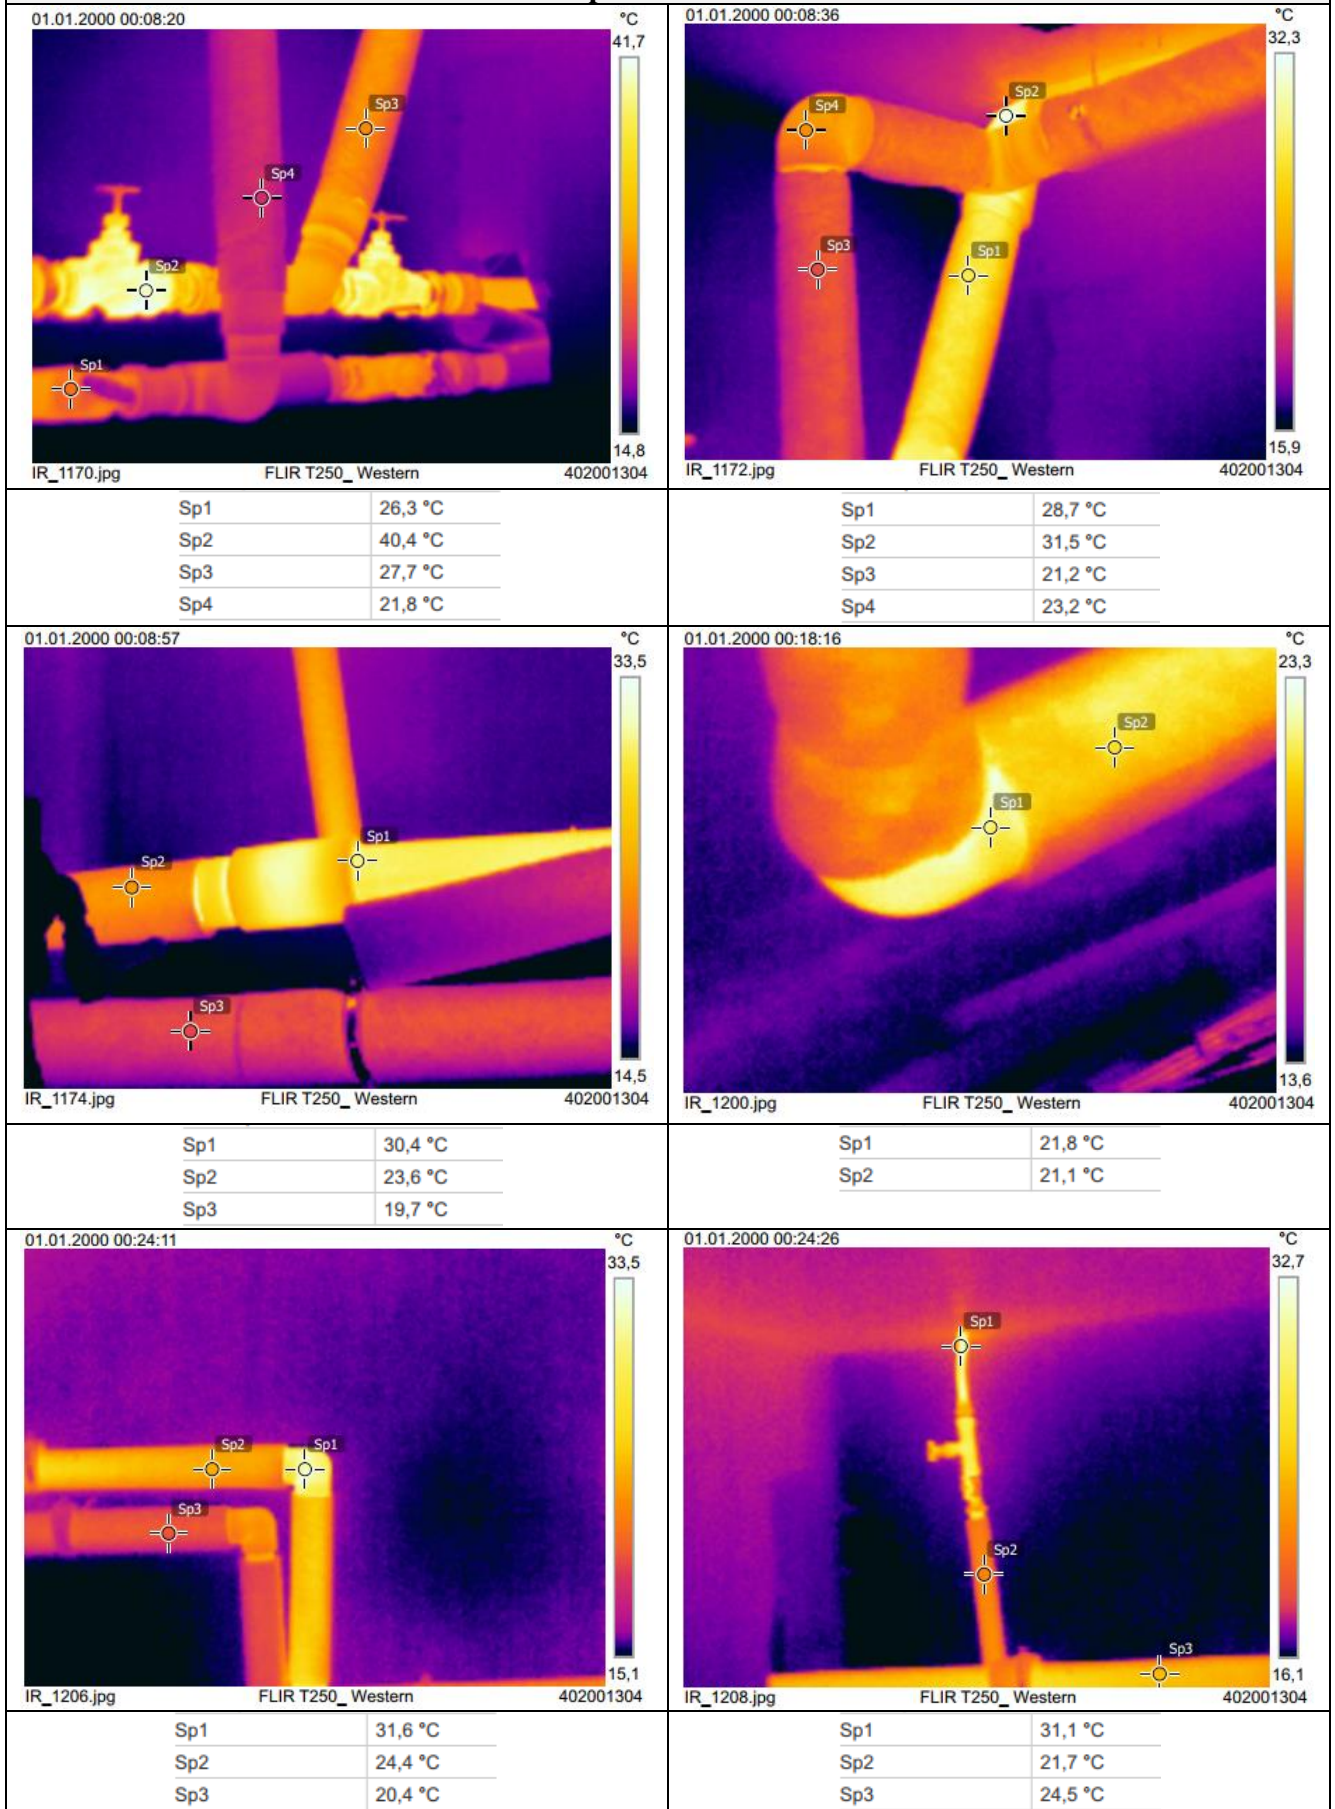 01.01.2000 00:08:20
°C
41,7
Sp3
Sp4
Sp2
Sp1
14,8
IR_1170.jpg FLIR T250_ Western 402001304
01.01.2000 00:08:36
°C
32,3
Sp2
Sp4
Sp3
Sp1
15,9
IR_1172.jpg FLIR T250_ Western 402001304
Sp1 26,3 °C
Sp2 40,4 °C
Sp3 27,7 °C
Sp4 21,8 °C
Sp1 28,7 °C
Sp2 31,5 °C
Sp3 21,2 °C
Sp4 23,2 °C
01.01.2000 00:08:57
°C
33,5
Sp1
Sp2
Sp3
14,5
IR_1174.jpg FLIR T250_ Western 402001304
01.01.2000 00:18:16
°C
23,3
Sp2
Sp1
13,6
IR_1200.jpg FLIR T250_ Western 402001304
Sp1 30,4 °C
Sp2 23,6 °C
Sp3 19,7 °C
Sp1 21,8 °C
Sp2 21,1 °C
01.01.2000 00:24:11
°C
33,5
Sp2
Sp1
Sp3
15,1
IR_1206.jpg FLIR T250_ Western 402001304
01.01.2000 00:24:26
°C
32,7
Sp1
Sp2
Sp3
16,1
IR_1208.jpg FLIR T250_ Western 402001304
Sp1 31,6 °C
Sp2 24,4 °C
Sp3 20,4 °C
Sp1 31,1 °C
Sp2 21,7 °C
Sp3 24,5 °C